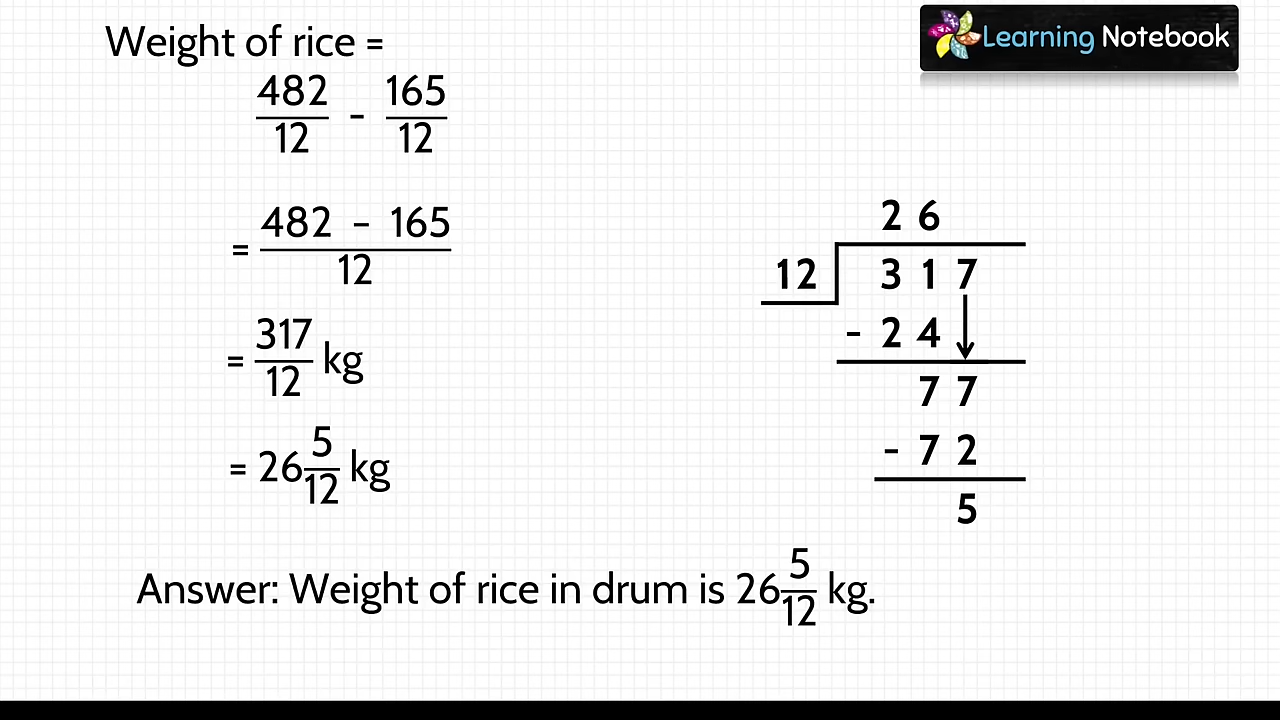 Weight of rice =
Learning Notebook
482/12 - 165/12
= 482 - 165/12
= 317/12 kg
= 26 5/12 kg
26
12 317
- 24
77
- 72
5
Answer: Weight of rice in drum is 26 5/12 kg.